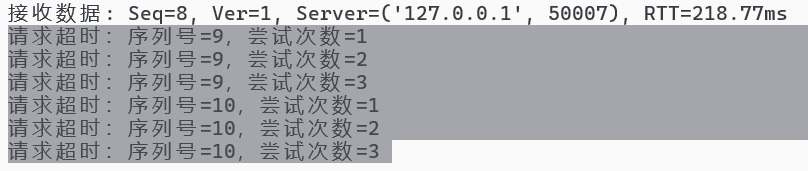 接收数据: Seq=8, Ver=1, Server=('127.0.0.1', 50007), RTT=218.77ms
请求超时: 序列号=9, 尝试次数=1
请求超时: 序列号=9, 尝试次数=2
请求超时: 序列号=9, 尝试次数=3
请求超时: 序列号=10, 尝试次数=1
请求超时: 序列号=10, 尝试次数=2
请求超时: 序列号=10, 尝试次数=3